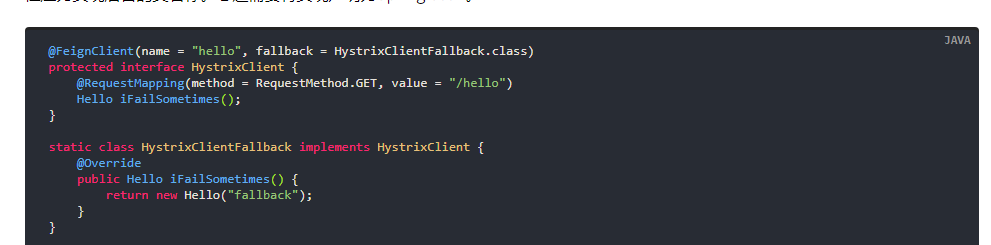 JAVA
@FeignClient(name = "hello", fallback = HystrixClientFallback.class)
protected interface HystrixClient {
    @RequestMapping(method = RequestMethod.GET, value = "/hello")
    Hello iFailSometimes();
}

static class HystrixClientFallback implements HystrixClient {
    @Override
    public Hello iFailSometimes() {
        return new Hello("fallback");
    }
}